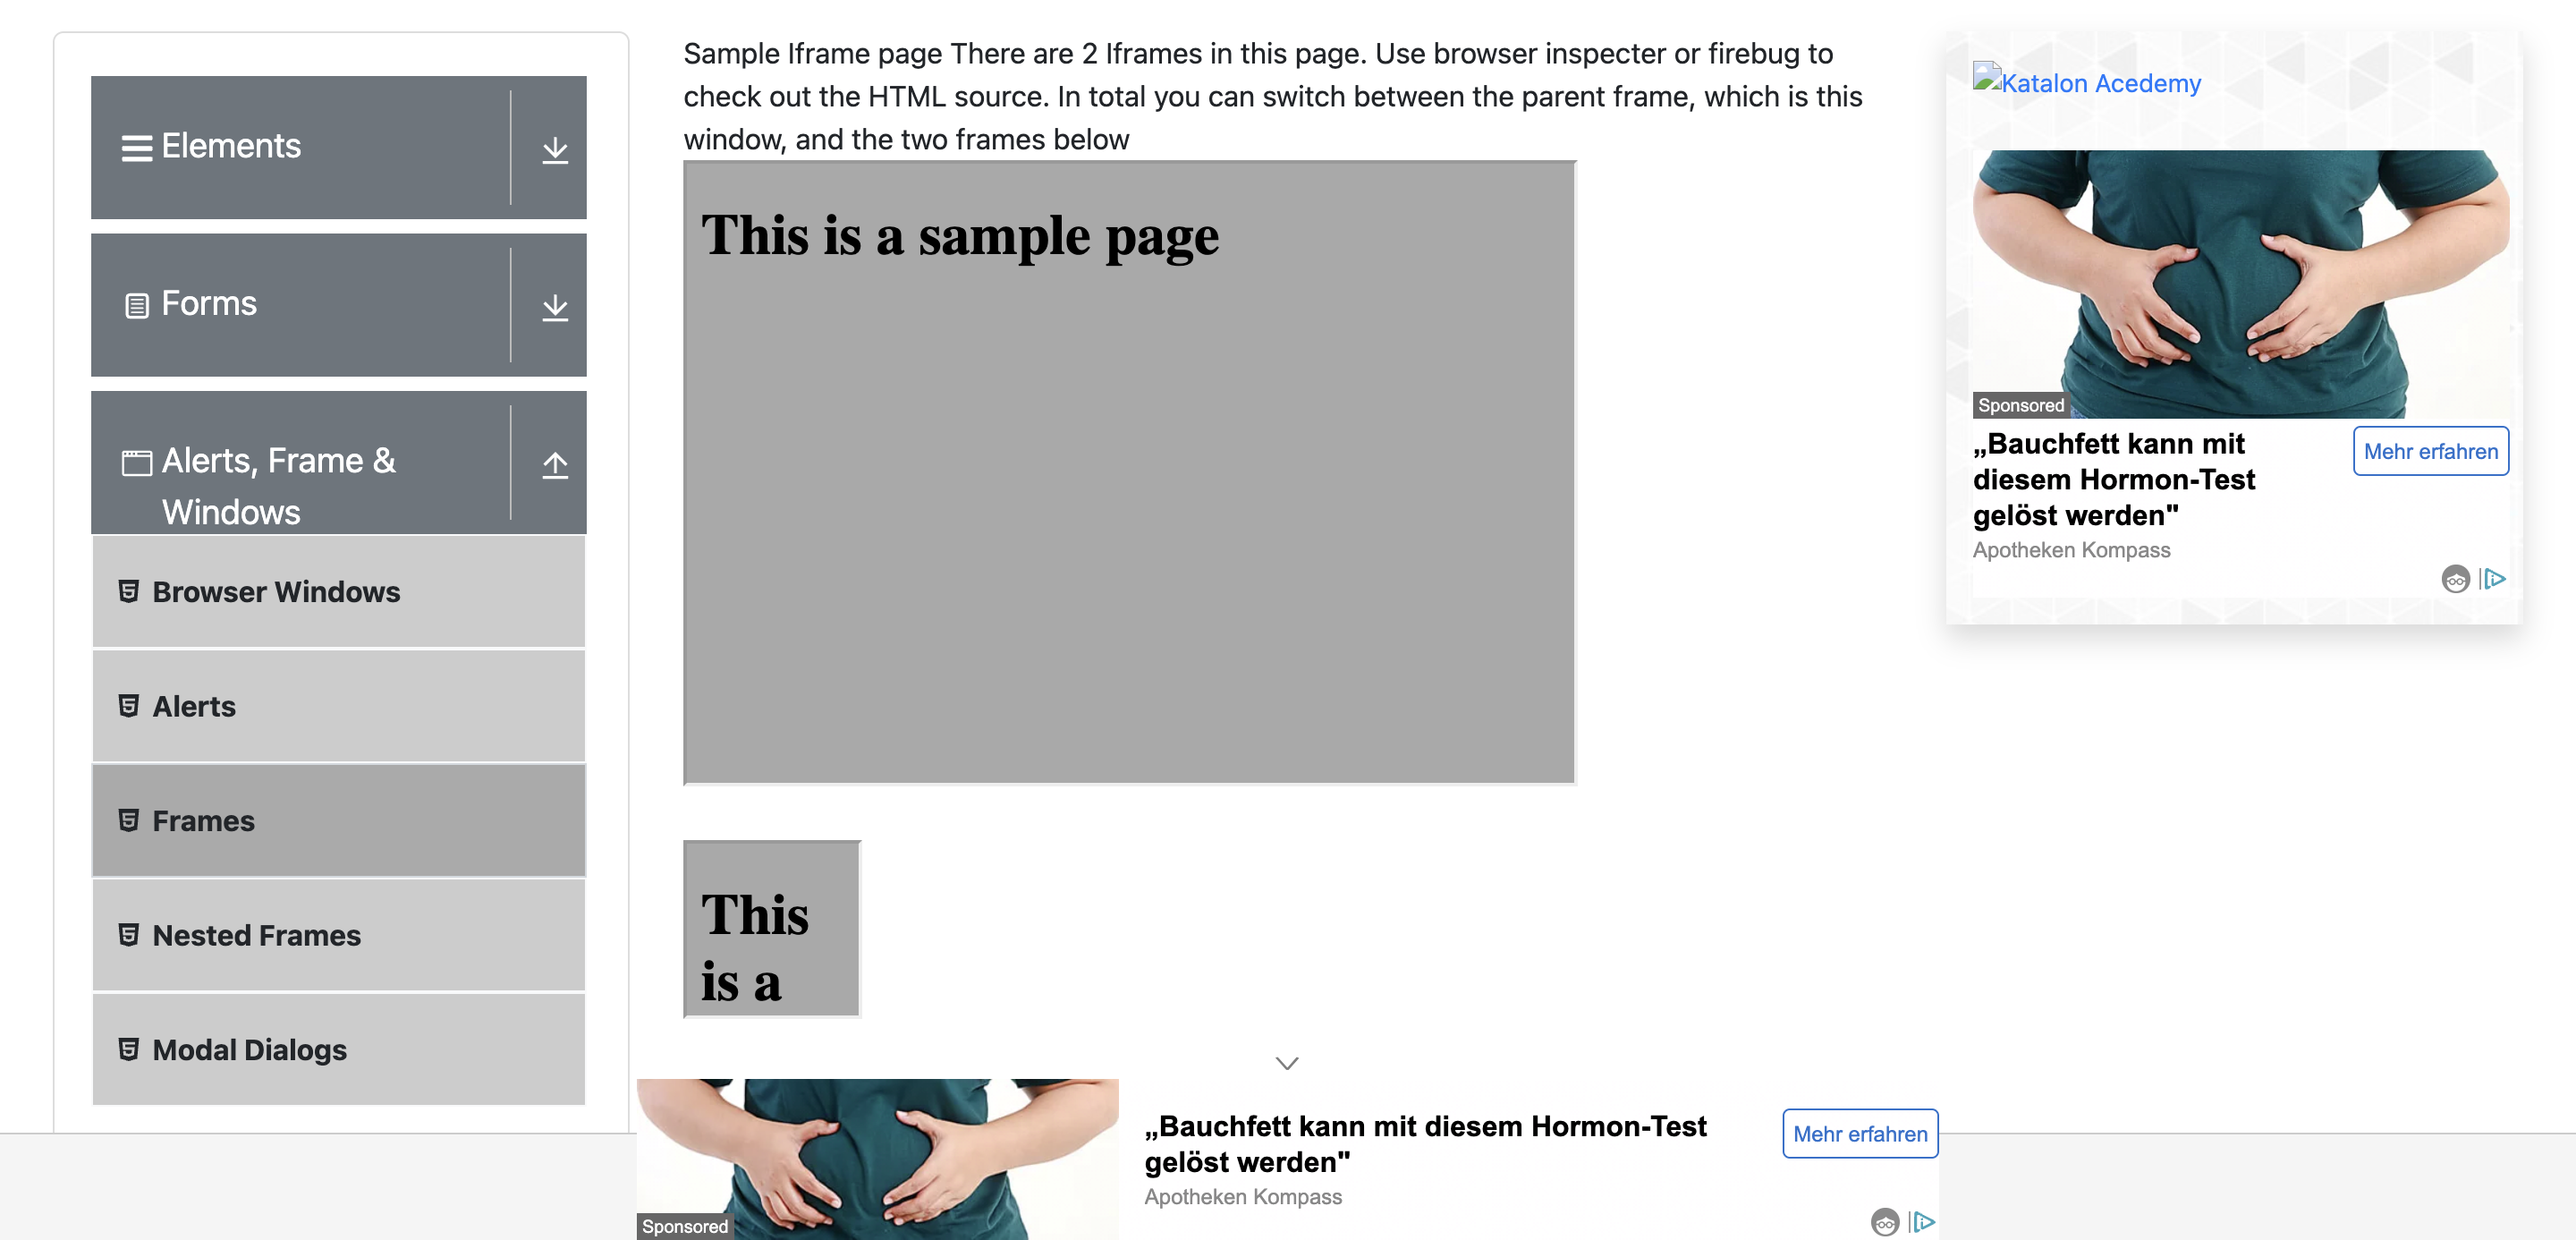 Elements
Forms
Alerts, Frame &
Windows
Browser Windows
Alerts
Frames
Nested Frames
Modal Dialogs
Sample Iframe page There are 2 Iframes in this page. Use browser inspecter or firebug to
check out the HTML source. In total you can switch between the parent frame, which is this
window, and the two frames below
This is a sample page
This
is a
Katalon Acedemy
Sponsored
„Bauchfett kann mit
diesem Hormon-Test
gelöst werden"
Mehr erfahren
Apotheken Kompass
Sponsored
„Bauchfett kann mit diesem Hormon-Test
gelöst werden"
Mehr erfahren
Apotheken Kompass